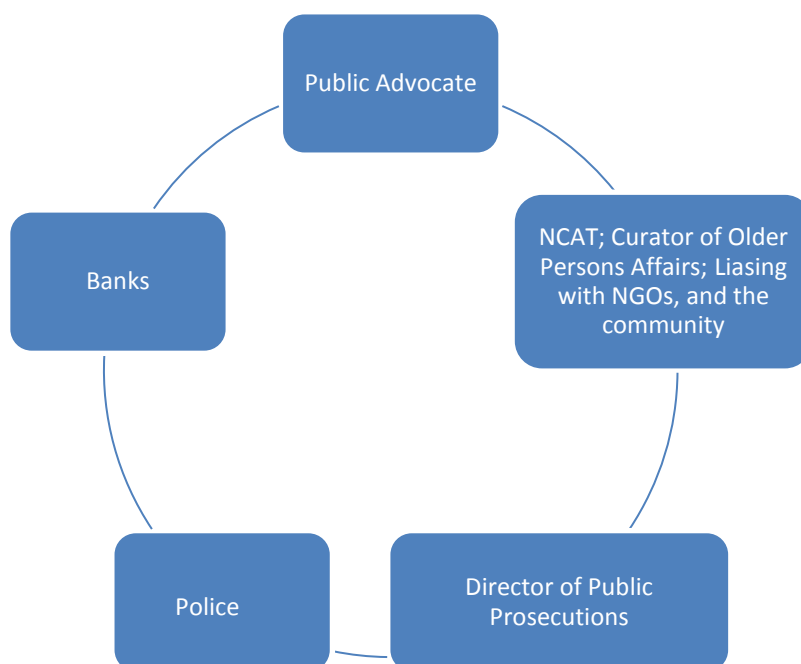 Public Advocate
NCAT; Curator of Older
Persons Affairs; Liasing
with NGOs, and the
community
Director of Public
Prosecutions
Police
Banks